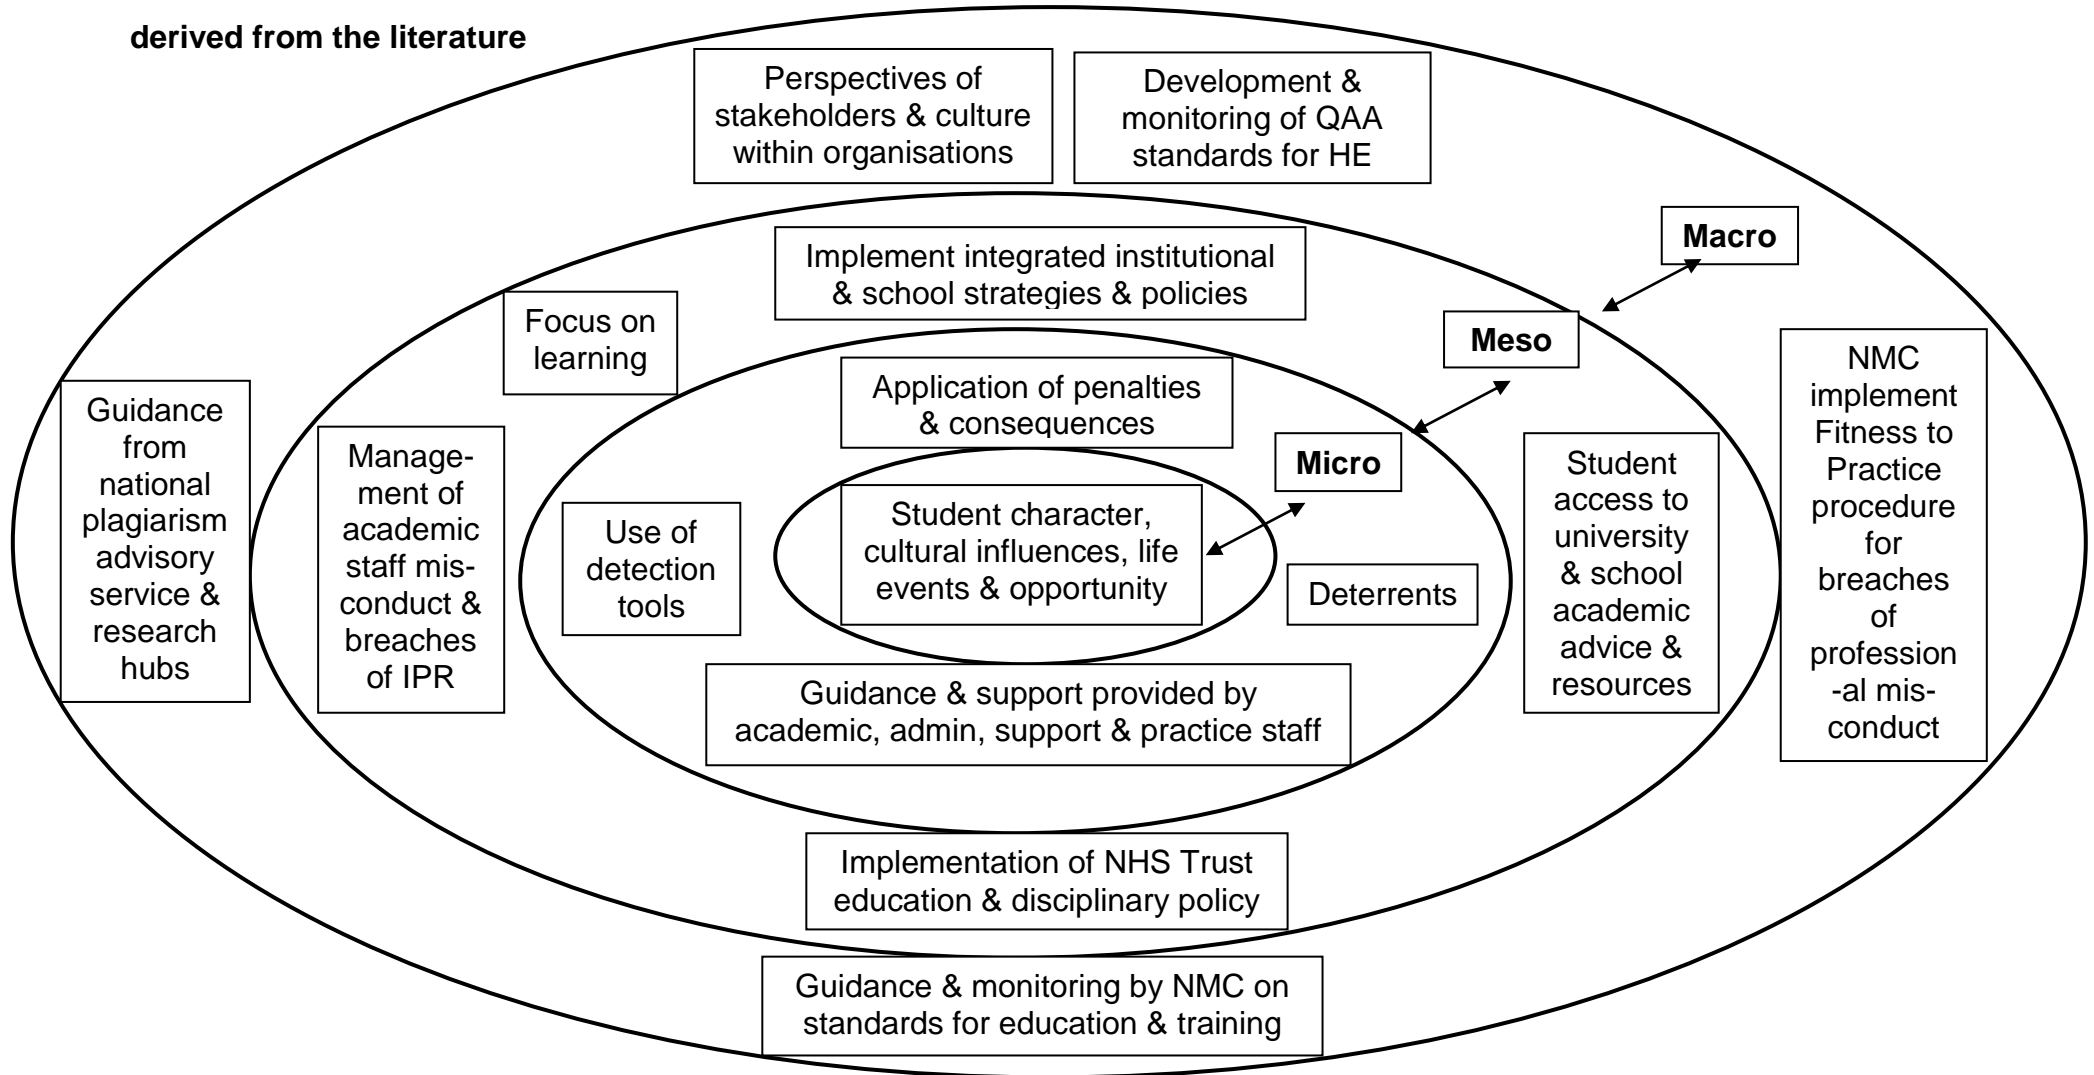 derived from the literature
Perspectives of
stakeholders & culture
within organisations
Development &
monitoring of QAA
standards for HE
Macro
Implement integrated institutional
& school strategies & policies
Focus on
learning
Meso
Guidance
from
national
plagiarism
advisory
service &
research
hubs
Manage-
ment of
academic
staff mis-
conduct &
breaches
of IPR
Application of penalties
& consequences
Micro
Use of
detection
tools
Student character,
cultural influences, life
events & opportunity
Deterrents
Student
access to
university
& school
academic
advice &
resources
NMC
implement
Fitness to
Practice
procedure
for
breaches
of
profession
-al mis-
conduct
Guidance & support provided by
academic, admin, support & practice staff
Implementation of NHS Trust
education & disciplinary policy
Guidance & monitoring by NMC on
standards for education & training